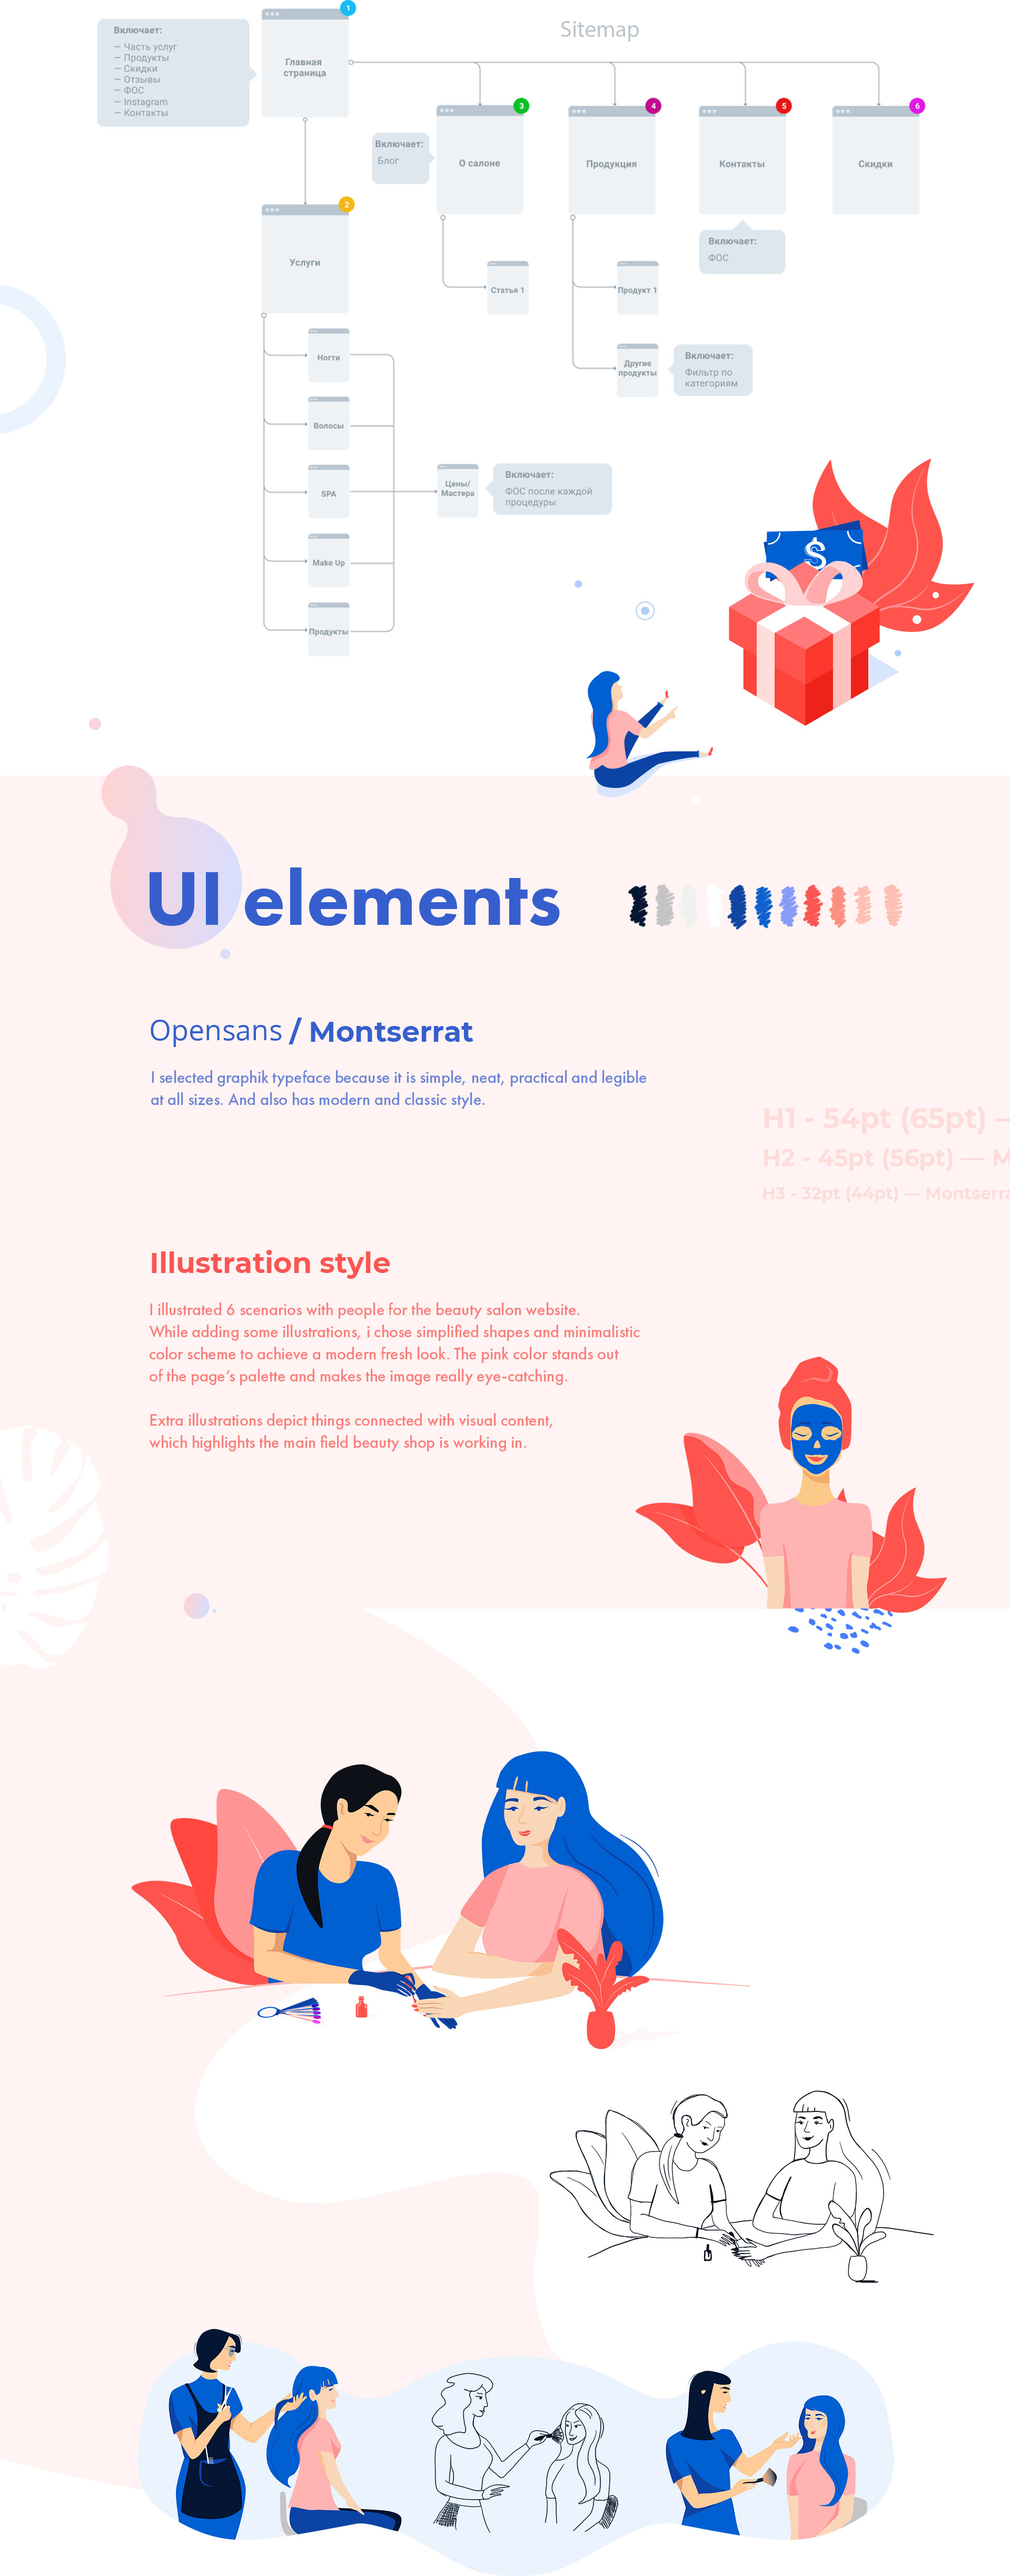 Sitemap
1
Главная
страница
Включает:
— Часть услуг
— Продукты
— Скидки
— Отзывы
— ФОС
— Instagram
— Контакты
3
О салоне
Включает:
Блог
4
Продукция
5
Контакты
Включает:
ФОС
6
Скидки
2
Услуги
Статья 1
Продукт 1
Другие
продукты
Включает:
Фильтр по
категориям
Ногти
Волосы
SPA
Make Up
Продукты
Цены/
Мастера
Включает:
ФОС после каждой
процедуры
$
UI elements
Opensans / Montserrat
I selected graphik typeface because it is simple, neat, practical and legible
at all sizes. And also has modern and classic style.
H1 - 54pt (65pt) —
H2 - 45pt (56pt) — M
H3 - 32pt (44pt) — Montserra
Illustration style
I illustrated 6 scenarios with people for the beauty salon website.
While adding some illustrations, i chose simplified shapes and minimalistic
color scheme to achieve a modern fresh look. The pink color stands out
of the page’s palette and makes the image really eye-catching.
Extra illustrations depict things connected with visual content,
which highlights the main field beauty shop is working in.